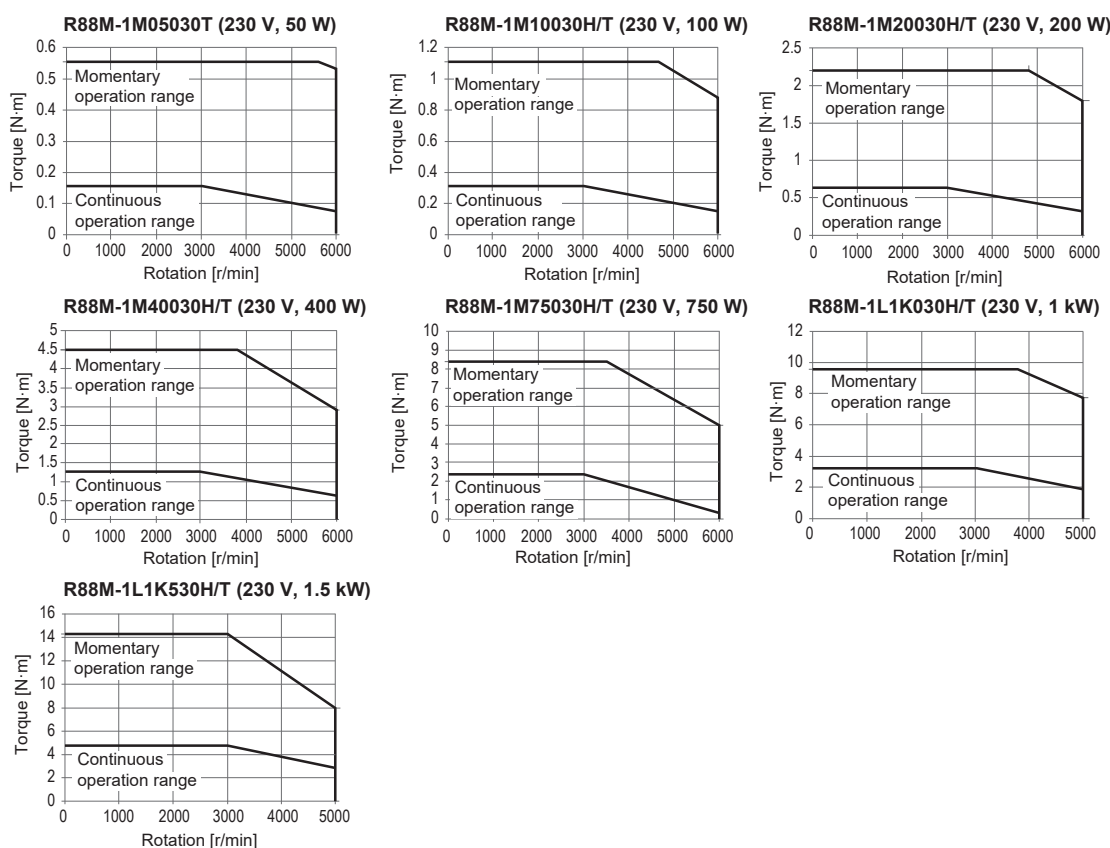 R88M-1M05030T (230 V, 50 W)
Torque [N·m]
0.6
0.5
0.4
0.3
0.2
0.1
0
Momentary
operation range
Continuous
operation range
0 1000 2000 3000 4000 5000 6000
Rotation [r/min]
R88M-1M10030H/T (230 V, 100 W)
Torque [N·m]
1.2
1
0.8
0.6
0.4
0.2
0
Momentary
operation range
Continuous
operation range
0 1000 2000 3000 4000 5000 6000
Rotation [r/min]
R88M-1M20030H/T (230 V, 200 W)
Torque [N·m]
2.5
2
1.5
1
0.5
0
Momentary
operation range
Continuous
operation range
0 1000 2000 3000 4000 5000 6000
Rotation [r/min]
R88M-1M40030H/T (230 V, 400 W)
Torque [N·m]
5
4.5
4
3.5
3
2.5
2
1.5
1
0.5
0
Momentary
operation range
Continuous
operation range
0 1000 2000 3000 4000 5000 6000
Rotation [r/min]
R88M-1M75030H/T (230 V, 750 W)
Torque [N·m]
10
9
8
7
6
5
4
3
2
1
0
Momentary
operation range
Continuous
operation range
0 1000 2000 3000 4000 5000 6000
Rotation [r/min]
R88M-1L1K030H/T (230 V, 1 kW)
Torque [N·m]
12
10
8
6
4
2
0
Momentary
operation range
Continuous
operation range
0 1000 2000 3000 4000 5000
Rotation [r/min]
R88M-1L1K530H/T (230 V, 1.5 kW)
Torque [N·m]
16
14
12
10
8
6
4
2
0
Momentary
operation range
Continuous
operation range
0 1000 2000 3000 4000 5000
Rotation [r/min]